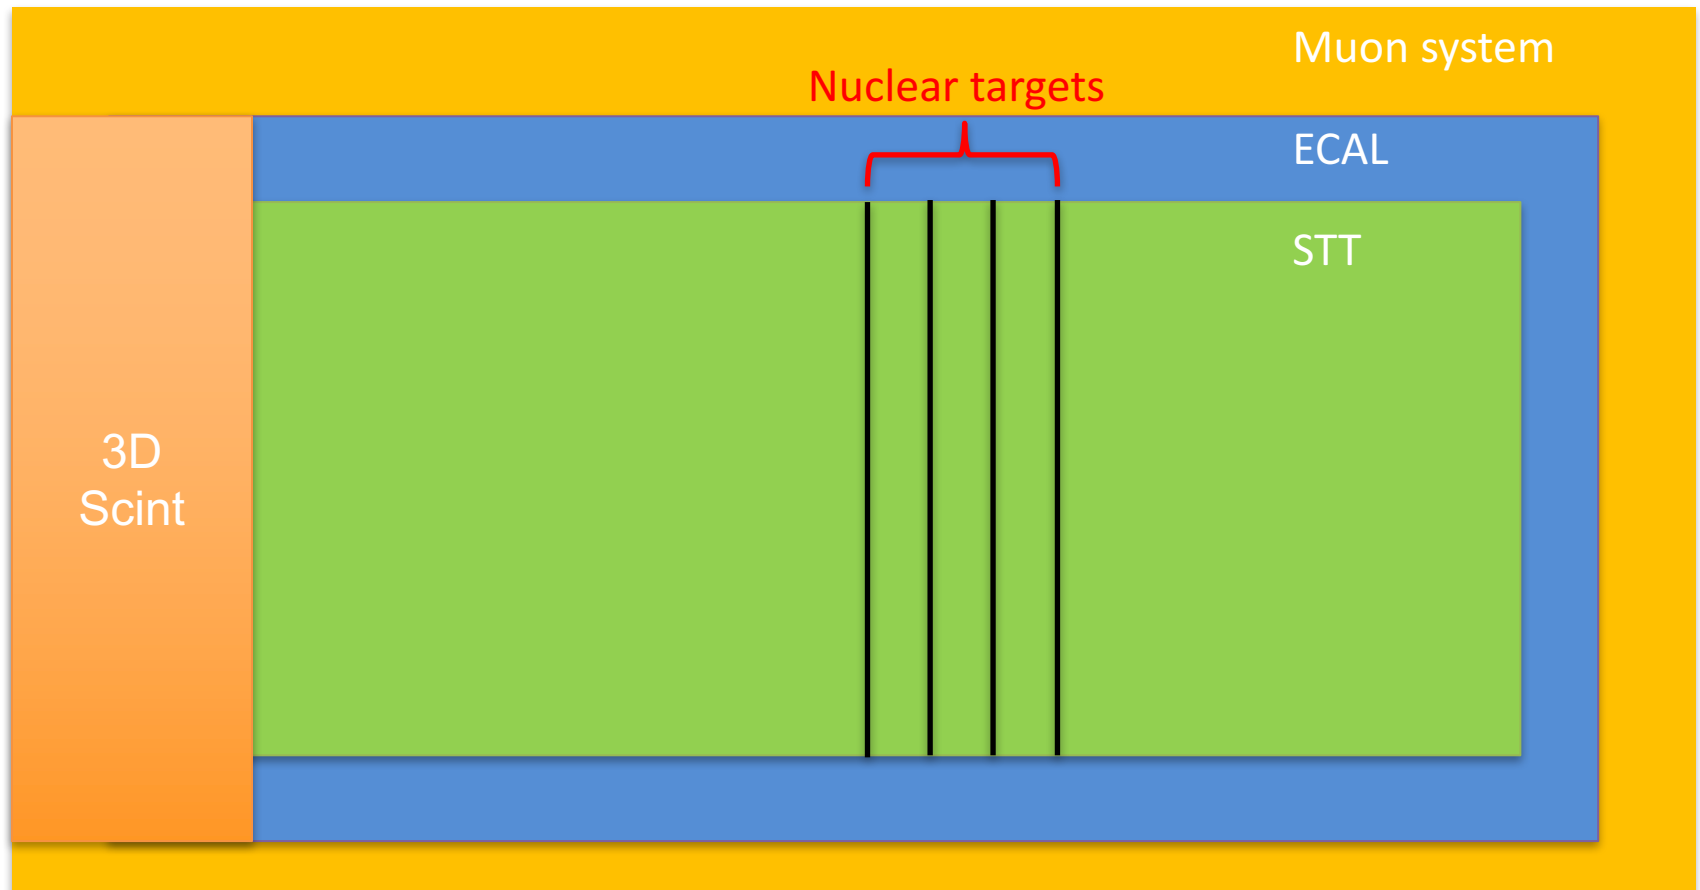 Muon system
Nuclear targets
ECAL
STT
3D
Scint